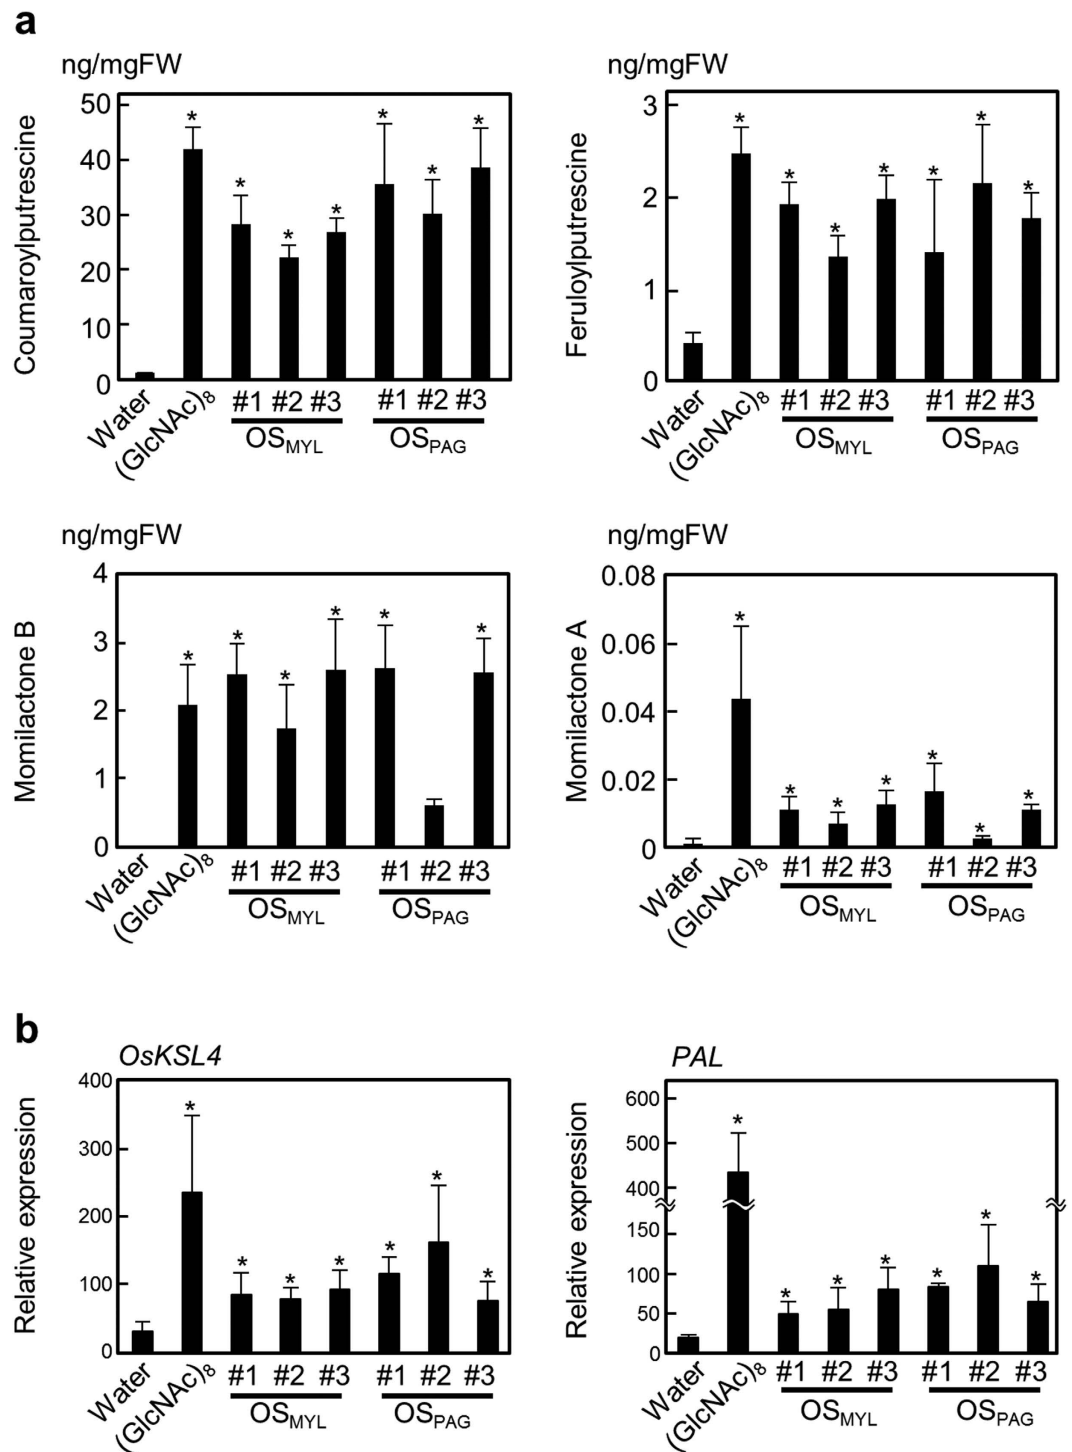 a
ng/mgFW
Coumaroylputrescine
50
40
30
20
10
0
* * * * * * *
Water (GlcNAc)8 #1 #2 #3 #1 #2 #3
OSMYL OSPAG
ng/mgFW
Feruloylputrescine
3
2
1
0
* * * * * * *
Water (GlcNAc)8 #1 #2 #3 #1 #2 #3
OSMYL OSPAG
ng/mgFW
Momilactone B
4
3
2
1
0
* * * * * *
Water (GlcNAc)8 #1 #2 #3 #1 #2 #3
OSMYL OSPAG
ng/mgFW
Momilactone A
0.08
0.06
0.04
0.02
0
* * * * * * *
Water (GlcNAc)8 #1 #2 #3 #1 #2 #3
OSMYL OSPAG
b
OsKSL4
Relative expression
400
300
200
100
0
* * * * * * *
Water (GlcNAc)8 #1 #2 #3 #1 #2 #3
OSMYL OSPAG
PAL
Relative expression
600
500
400
150
100
50
0
* * * * * * *
Water (GlcNAc)8 #1 #2 #3 #1 #2 #3
OSMYL OSPAG